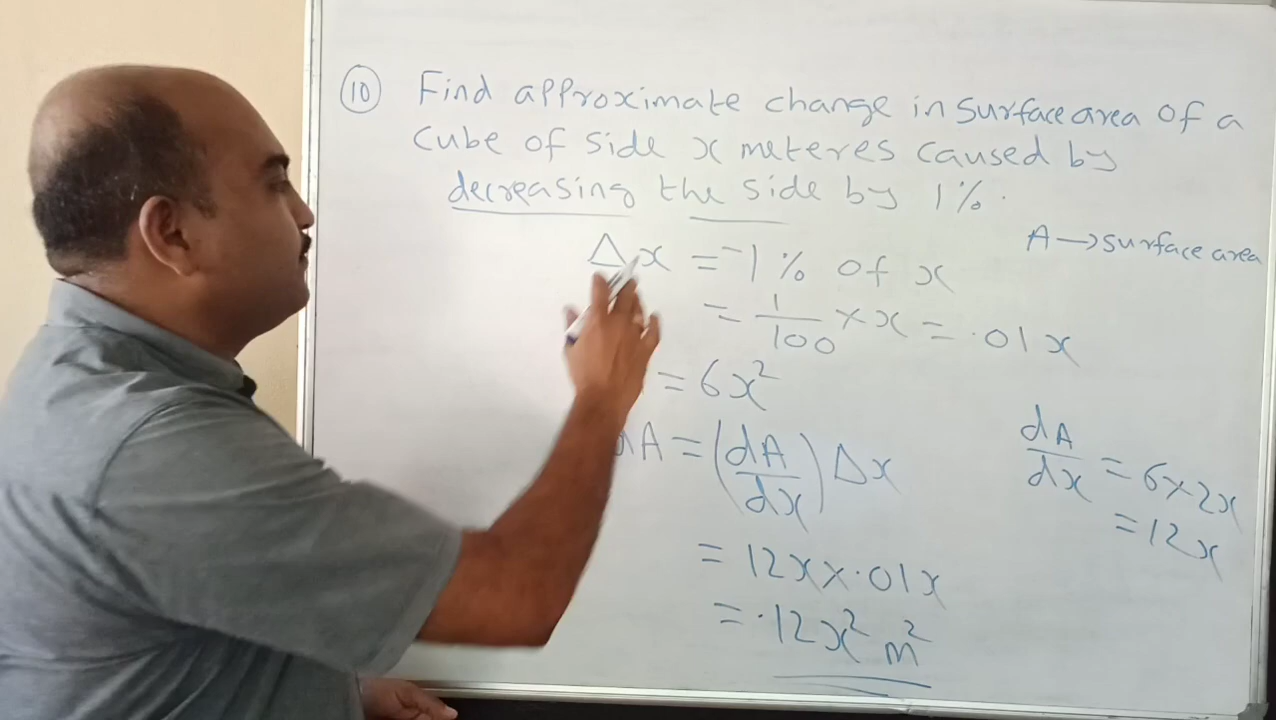 10 Find approximate change in surface area of a
cube of side x meteres caused by
decreasing the side by 1%.
A → surface area
Δx = -1% of x
= 1/100 × x = .01x
= 6x²
dA = (dA/dx) Δx
= 12x × .01x
= .12x² m²
dA/dx = 6×2x
= 12x